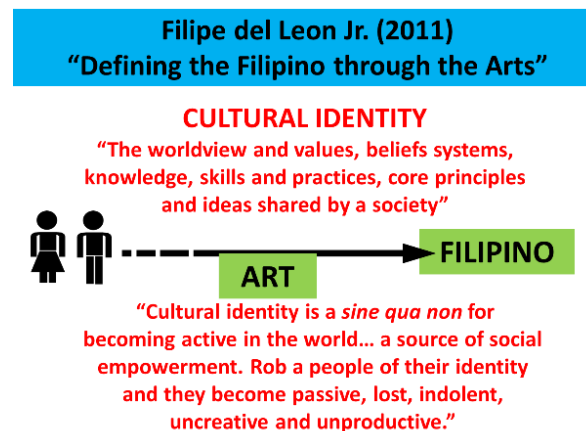 Filipe del Leon Jr. (2011)
“Defining the Filipino through the Arts”
CULTURAL IDENTITY
“The worldview and values, beliefs systems,
knowledge, skills and practices, core principles
and ideas shared by a society”
FILIPINO
ART
“Cultural identity is a sine qua non for
becoming active in the world… a source of social
empowerment. Rob a people of their identity
and they become passive, lost, indolent,
uncreative and unproductive.”